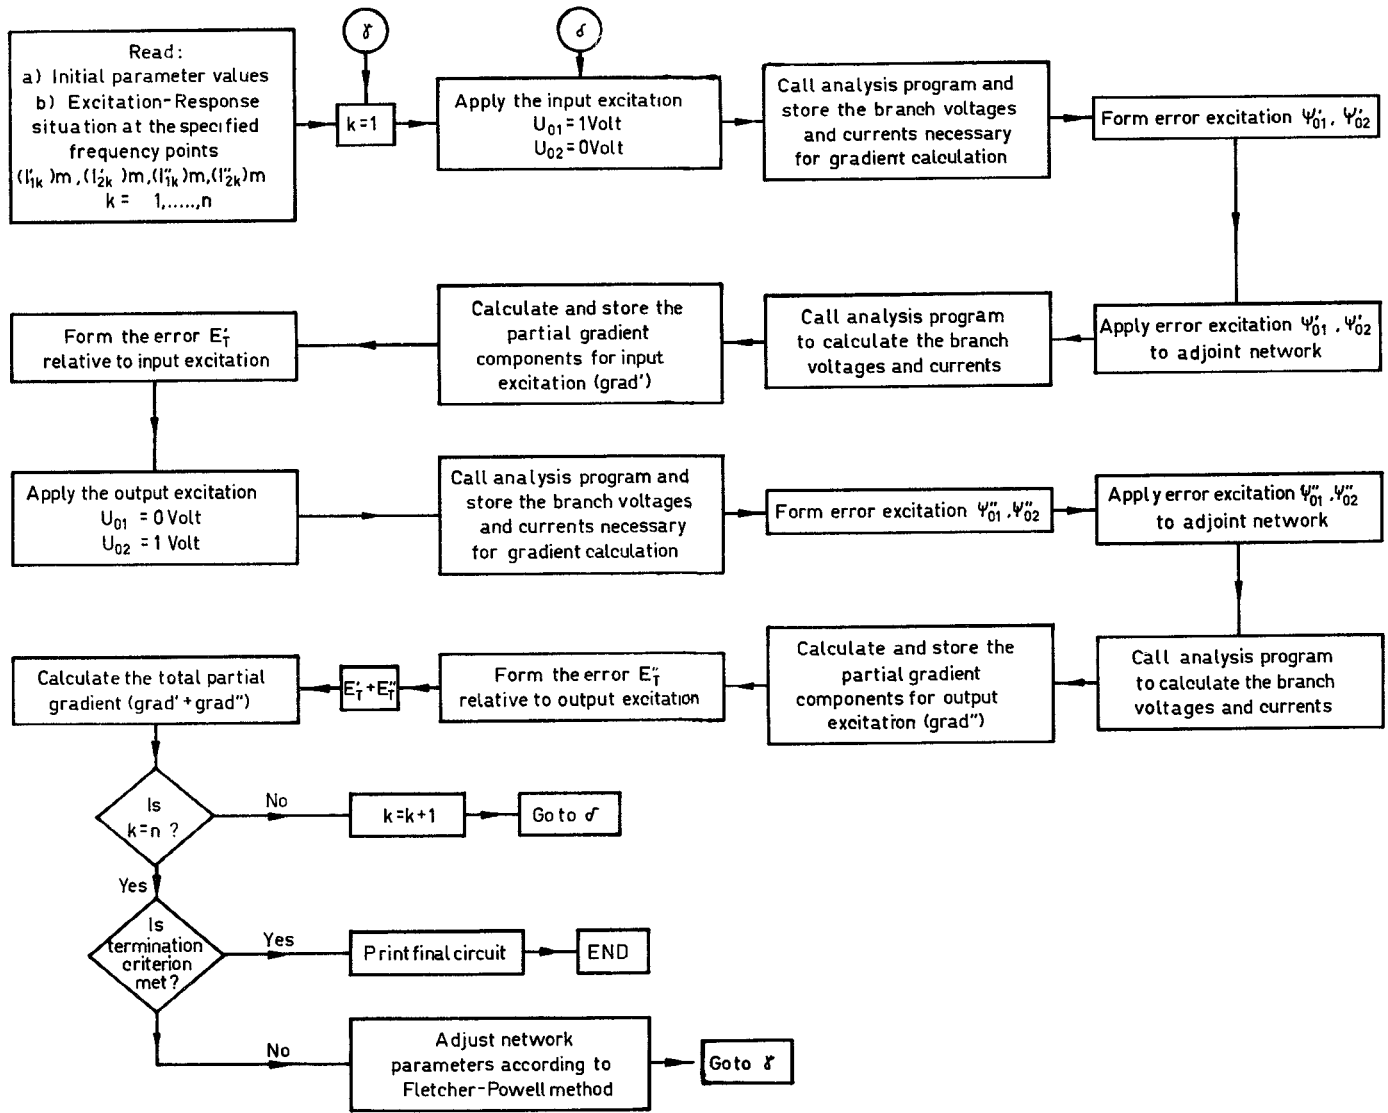 Read :
a) Initial parameter values
b) Excitation-Response
situation at the specified
frequency points
(I′₁ₖ )m ,(I′₂ₖ )m,(I″₁ₖ)m,(I″₂ₖ)m
k = 1,.....,n
γ
k=1
δ
Apply the input excitation
U₀₁ = 1Volt
U₀₂ = 0Volt
Call analysis program and
store the branch voltages
and currents necessary
for gradient calculation
Form error excitation Ψ′₀₁, Ψ′₀₂
Apply error excitation Ψ′₀₁ , Ψ′₀₂
to adjoint network
Call analysis program
to calculate the branch
voltages and currents
Calculate and store the
partial gradient
components for input
excitation (grad′)
Form the error E′T
relative to input excitation
Apply the output excitation
U₀₁ = 0 Volt
U₀₂ = 1 Volt
Call analysis program and
store the branch voltages
and currents necessary
for gradient calculation
Form error excitation Ψ″₀₁ ,Ψ″₀₂
Apply error excitation Ψ″₀₁ ,Ψ″₀₂
to adjoint network
Call analysis program
to calculate the branch
voltages and currents
Calculate and store the
partial gradient
components for output
excitation (grad″)
Form the error E″T
relative to output excitation
E′T + E″T
Calculate the total partial
gradient (grad′ + grad″)
Is
k=n ?
No
k=k+1
Go to δ
Yes
Is
termination
criterion
met?
Yes
Print final circuit
END
No
Adjust network
parameters according to
Fletcher-Powell method
Go to γ